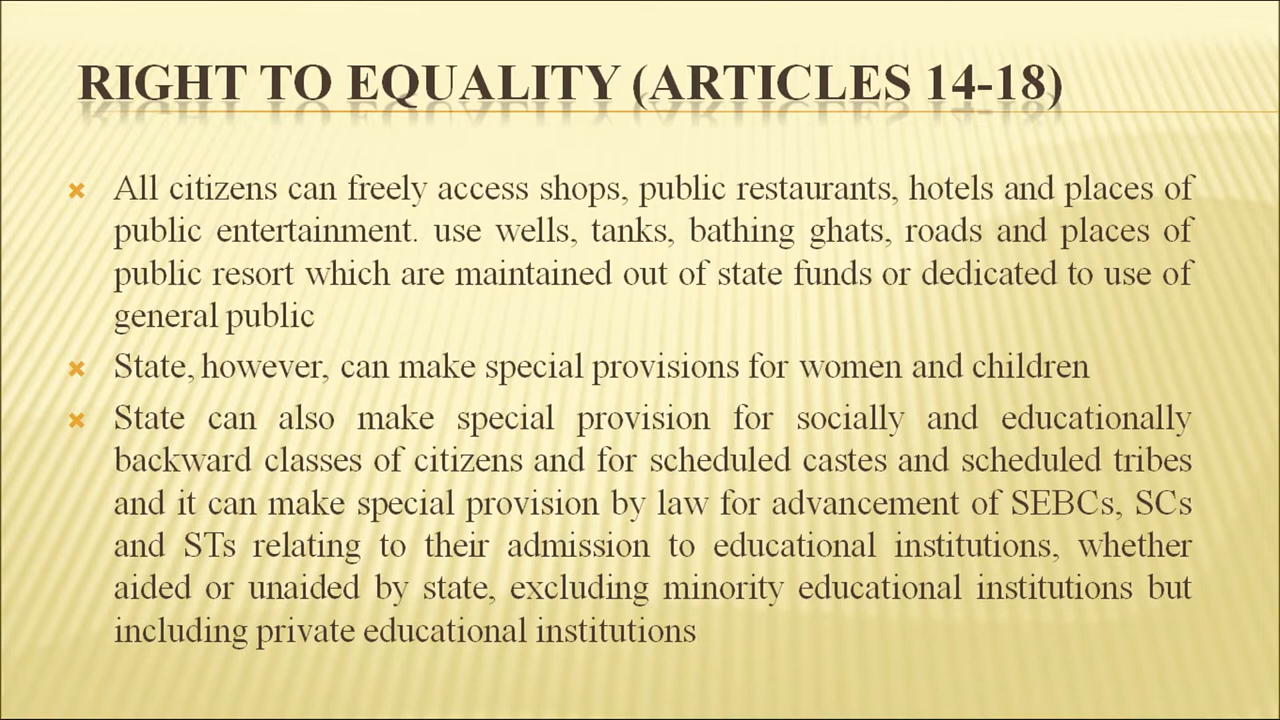 RIGHT TO EQUALITY (ARTICLES 14-18)
All citizens can freely access shops, public restaurants, hotels and places of
public entertainment. use wells, tanks, bathing ghats, roads and places of
public resort which are maintained out of state funds or dedicated to use of
general public
State, however, can make special provisions for women and children
State can also make special provision for socially and educationally
backward classes of citizens and for scheduled castes and scheduled tribes
and it can make special provision by law for advancement of SEBCs, SCs
and STs relating to their admission to educational institutions, whether
aided or unaided by state, excluding minority educational institutions but
including private educational institutions